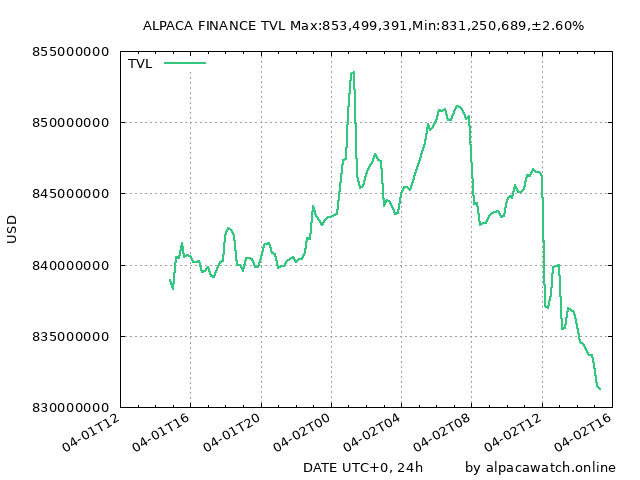 ALPACA FINANCE TVL Max:853,499,391,Min:831,250,689,±2.60%
TVL
855000000
850000000
845000000
840000000
835000000
830000000
USD
04-01T12 04-01T16 04-01T20 04-02T00 04-02T04 04-02T08 04-02T12 04-02T16
DATE UTC+0, 24h by alpacawatch.online